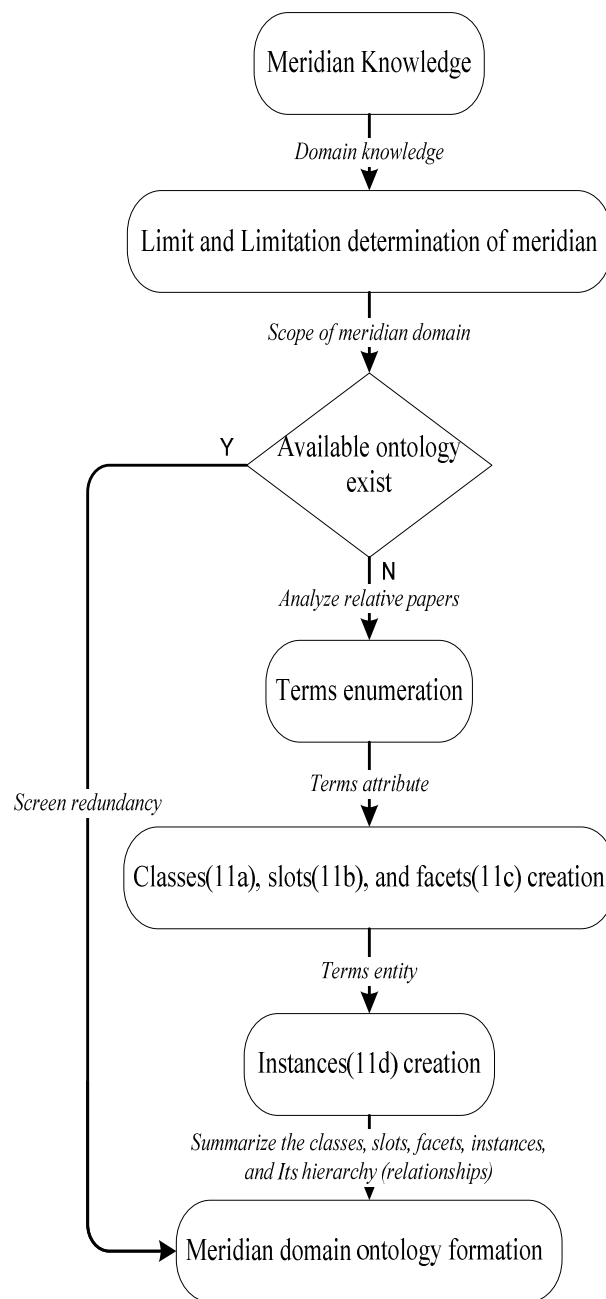 Meridian Knowledge
Domain knowledge
Limit and Limitation determination of meridian
Scope of meridian domain
Y
Available ontology
exist
N
Analyze relative papers
Terms enumeration
Terms attribute
Screen redundancy
Classes(11a), slots(11b), and facets(11c) creation
Terms entity
Instances(11d) creation
Summarize the classes, slots, facets, instances,
and Its hierarchy (relationships)
Meridian domain ontology formation